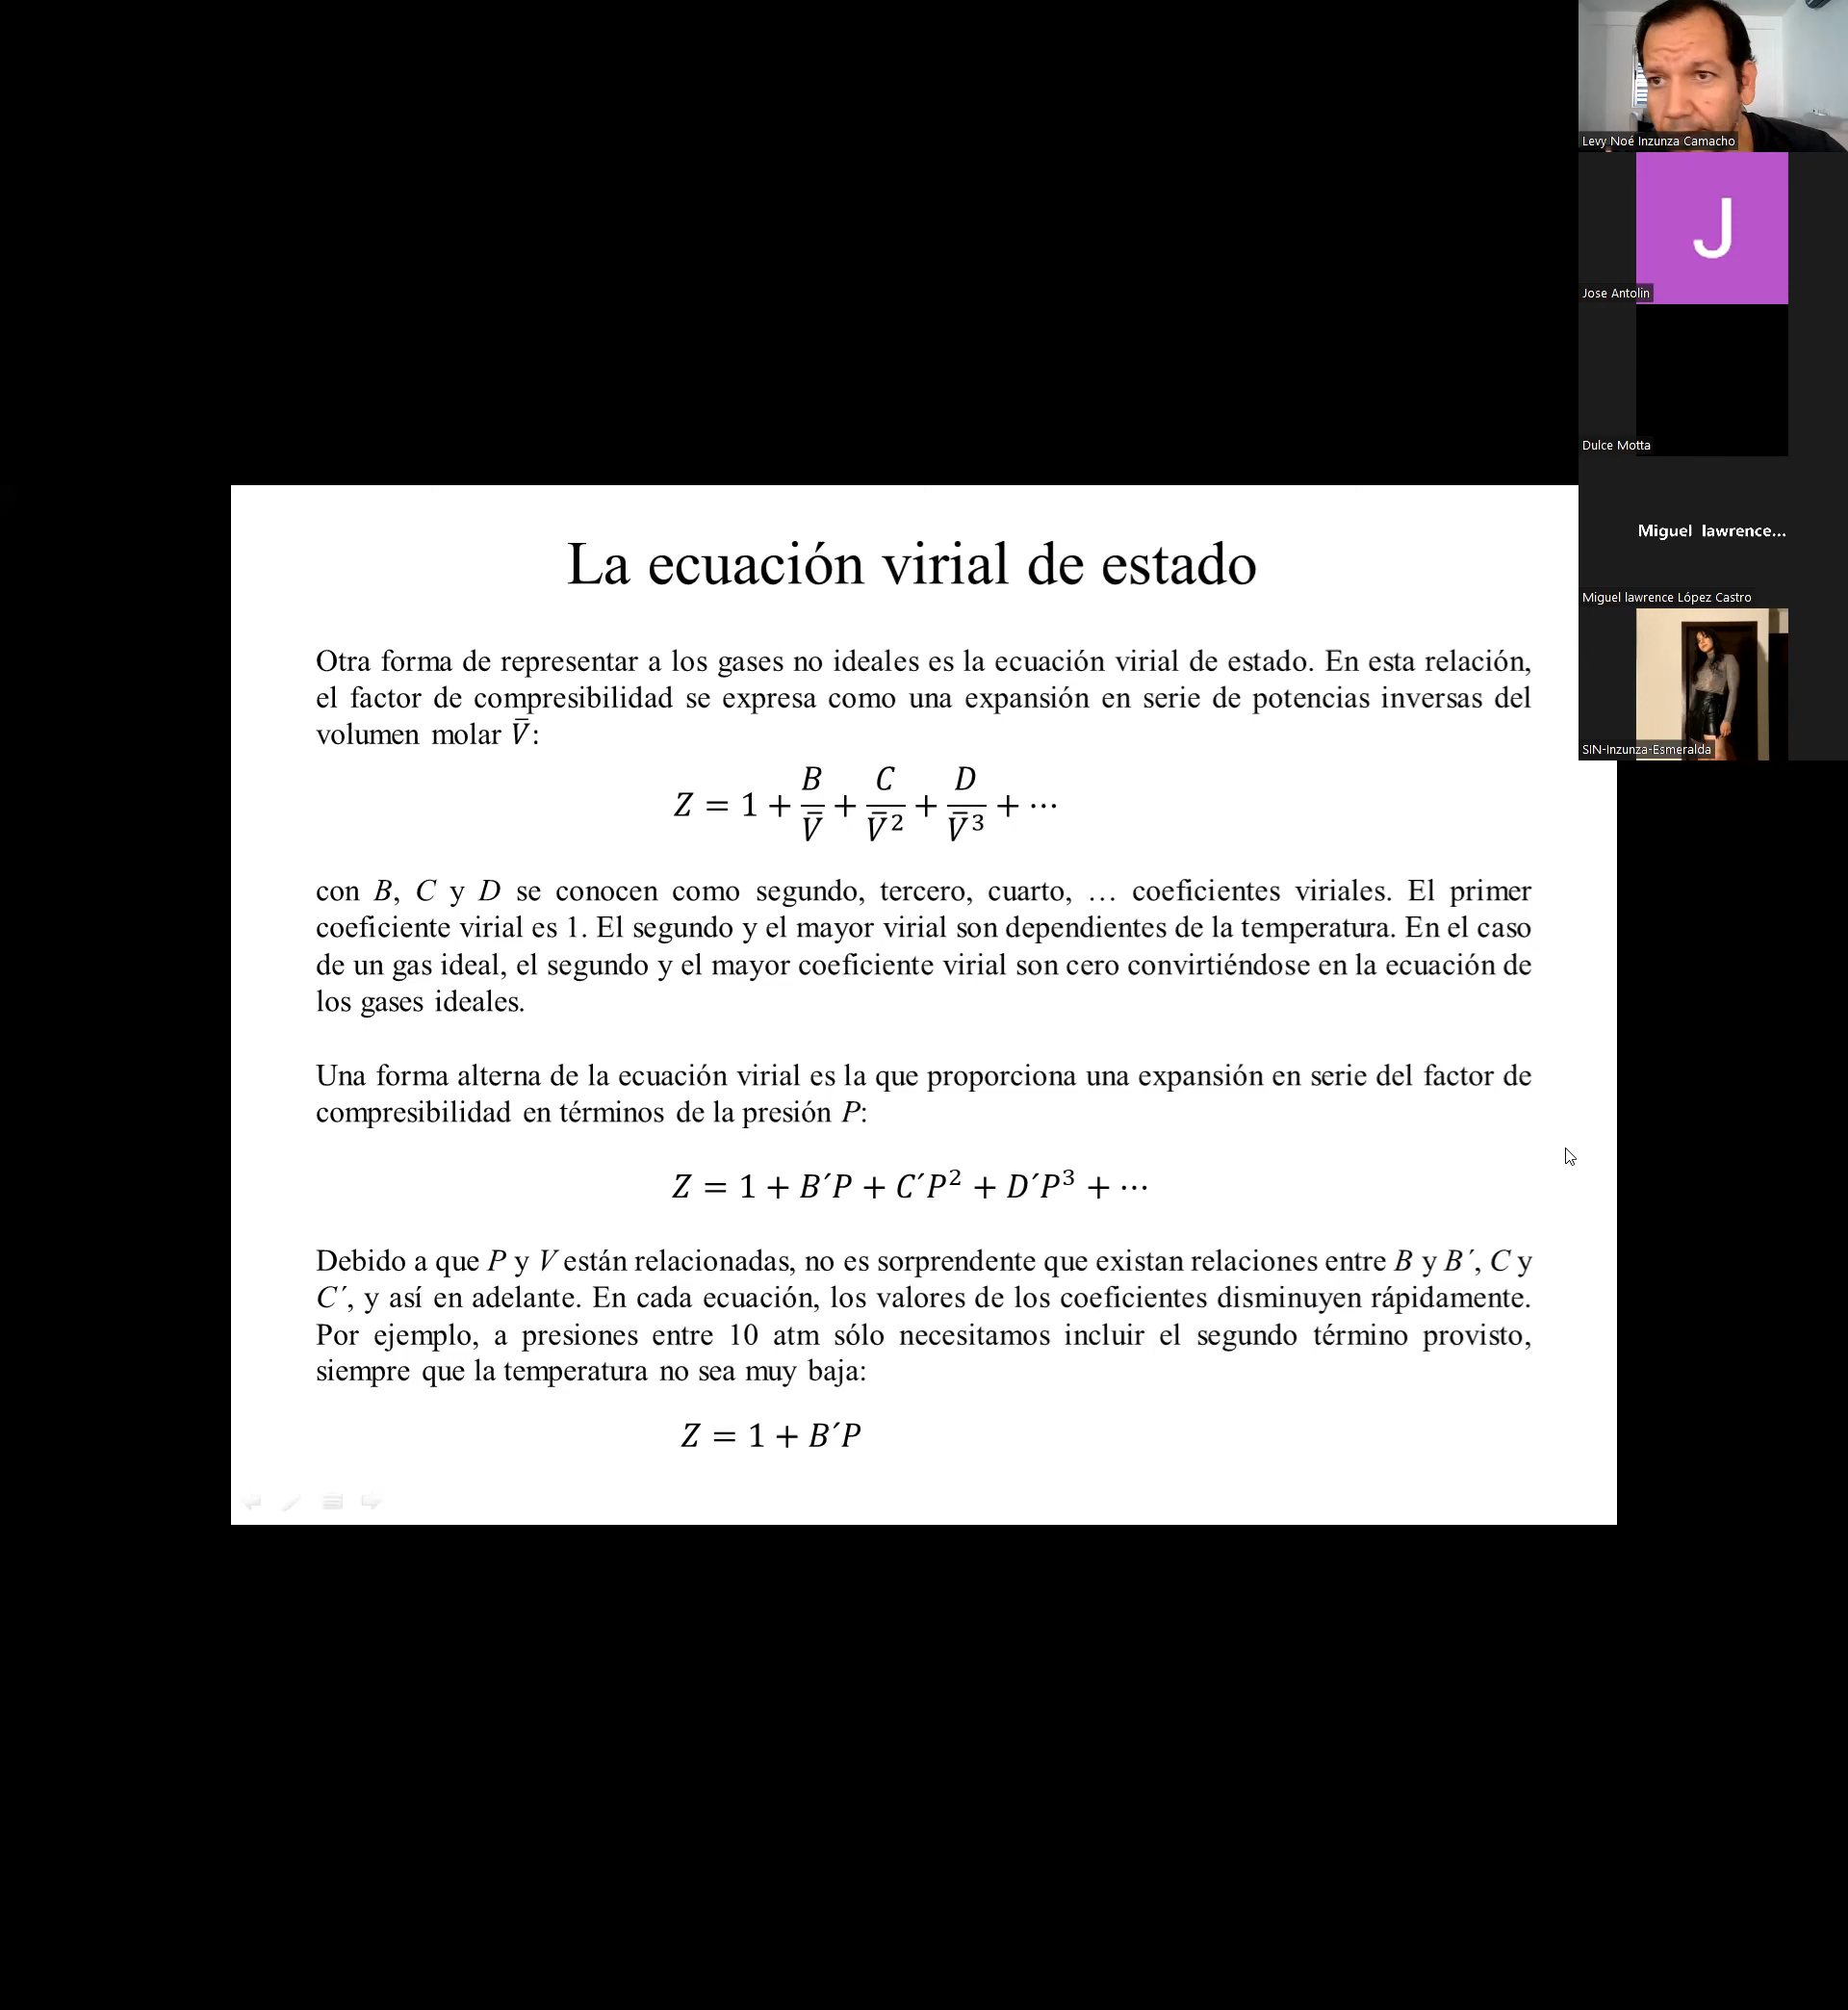 Levy Noé Inzunza Camacho
J
Jose Antolin
Dulce Motta
Miguel lawrence...
Miguel lawrence López Castro
SIN-Inzunza-Esmeralda
La ecuación virial de estado
Otra forma de representar a los gases no ideales es la ecuación virial de estado. En esta relación,
el factor de compresibilidad se expresa como una expansión en serie de potencias inversas del
volumen molar V̄:
Z = 1 + B/V̄ + C/V̄² + D/V̄³ + ⋯
con B, C y D se conocen como segundo, tercero, cuarto, … coeficientes viriales. El primer
coeficiente virial es 1. El segundo y el mayor virial son dependientes de la temperatura. En el caso
de un gas ideal, el segundo y el mayor coeficiente virial son cero convirtiéndose en la ecuación de
los gases ideales.
Una forma alterna de la ecuación virial es la que proporciona una expansión en serie del factor de
compresibilidad en términos de la presión P:
Z = 1 + B´P + C´P² + D´P³ + ⋯
Debido a que P y V están relacionadas, no es sorprendente que existan relaciones entre B y B´, C y
C´, y así en adelante. En cada ecuación, los valores de los coeficientes disminuyen rápidamente.
Por ejemplo, a presiones entre 10 atm sólo necesitamos incluir el segundo término provisto,
siempre que la temperatura no sea muy baja:
Z = 1 + B´P